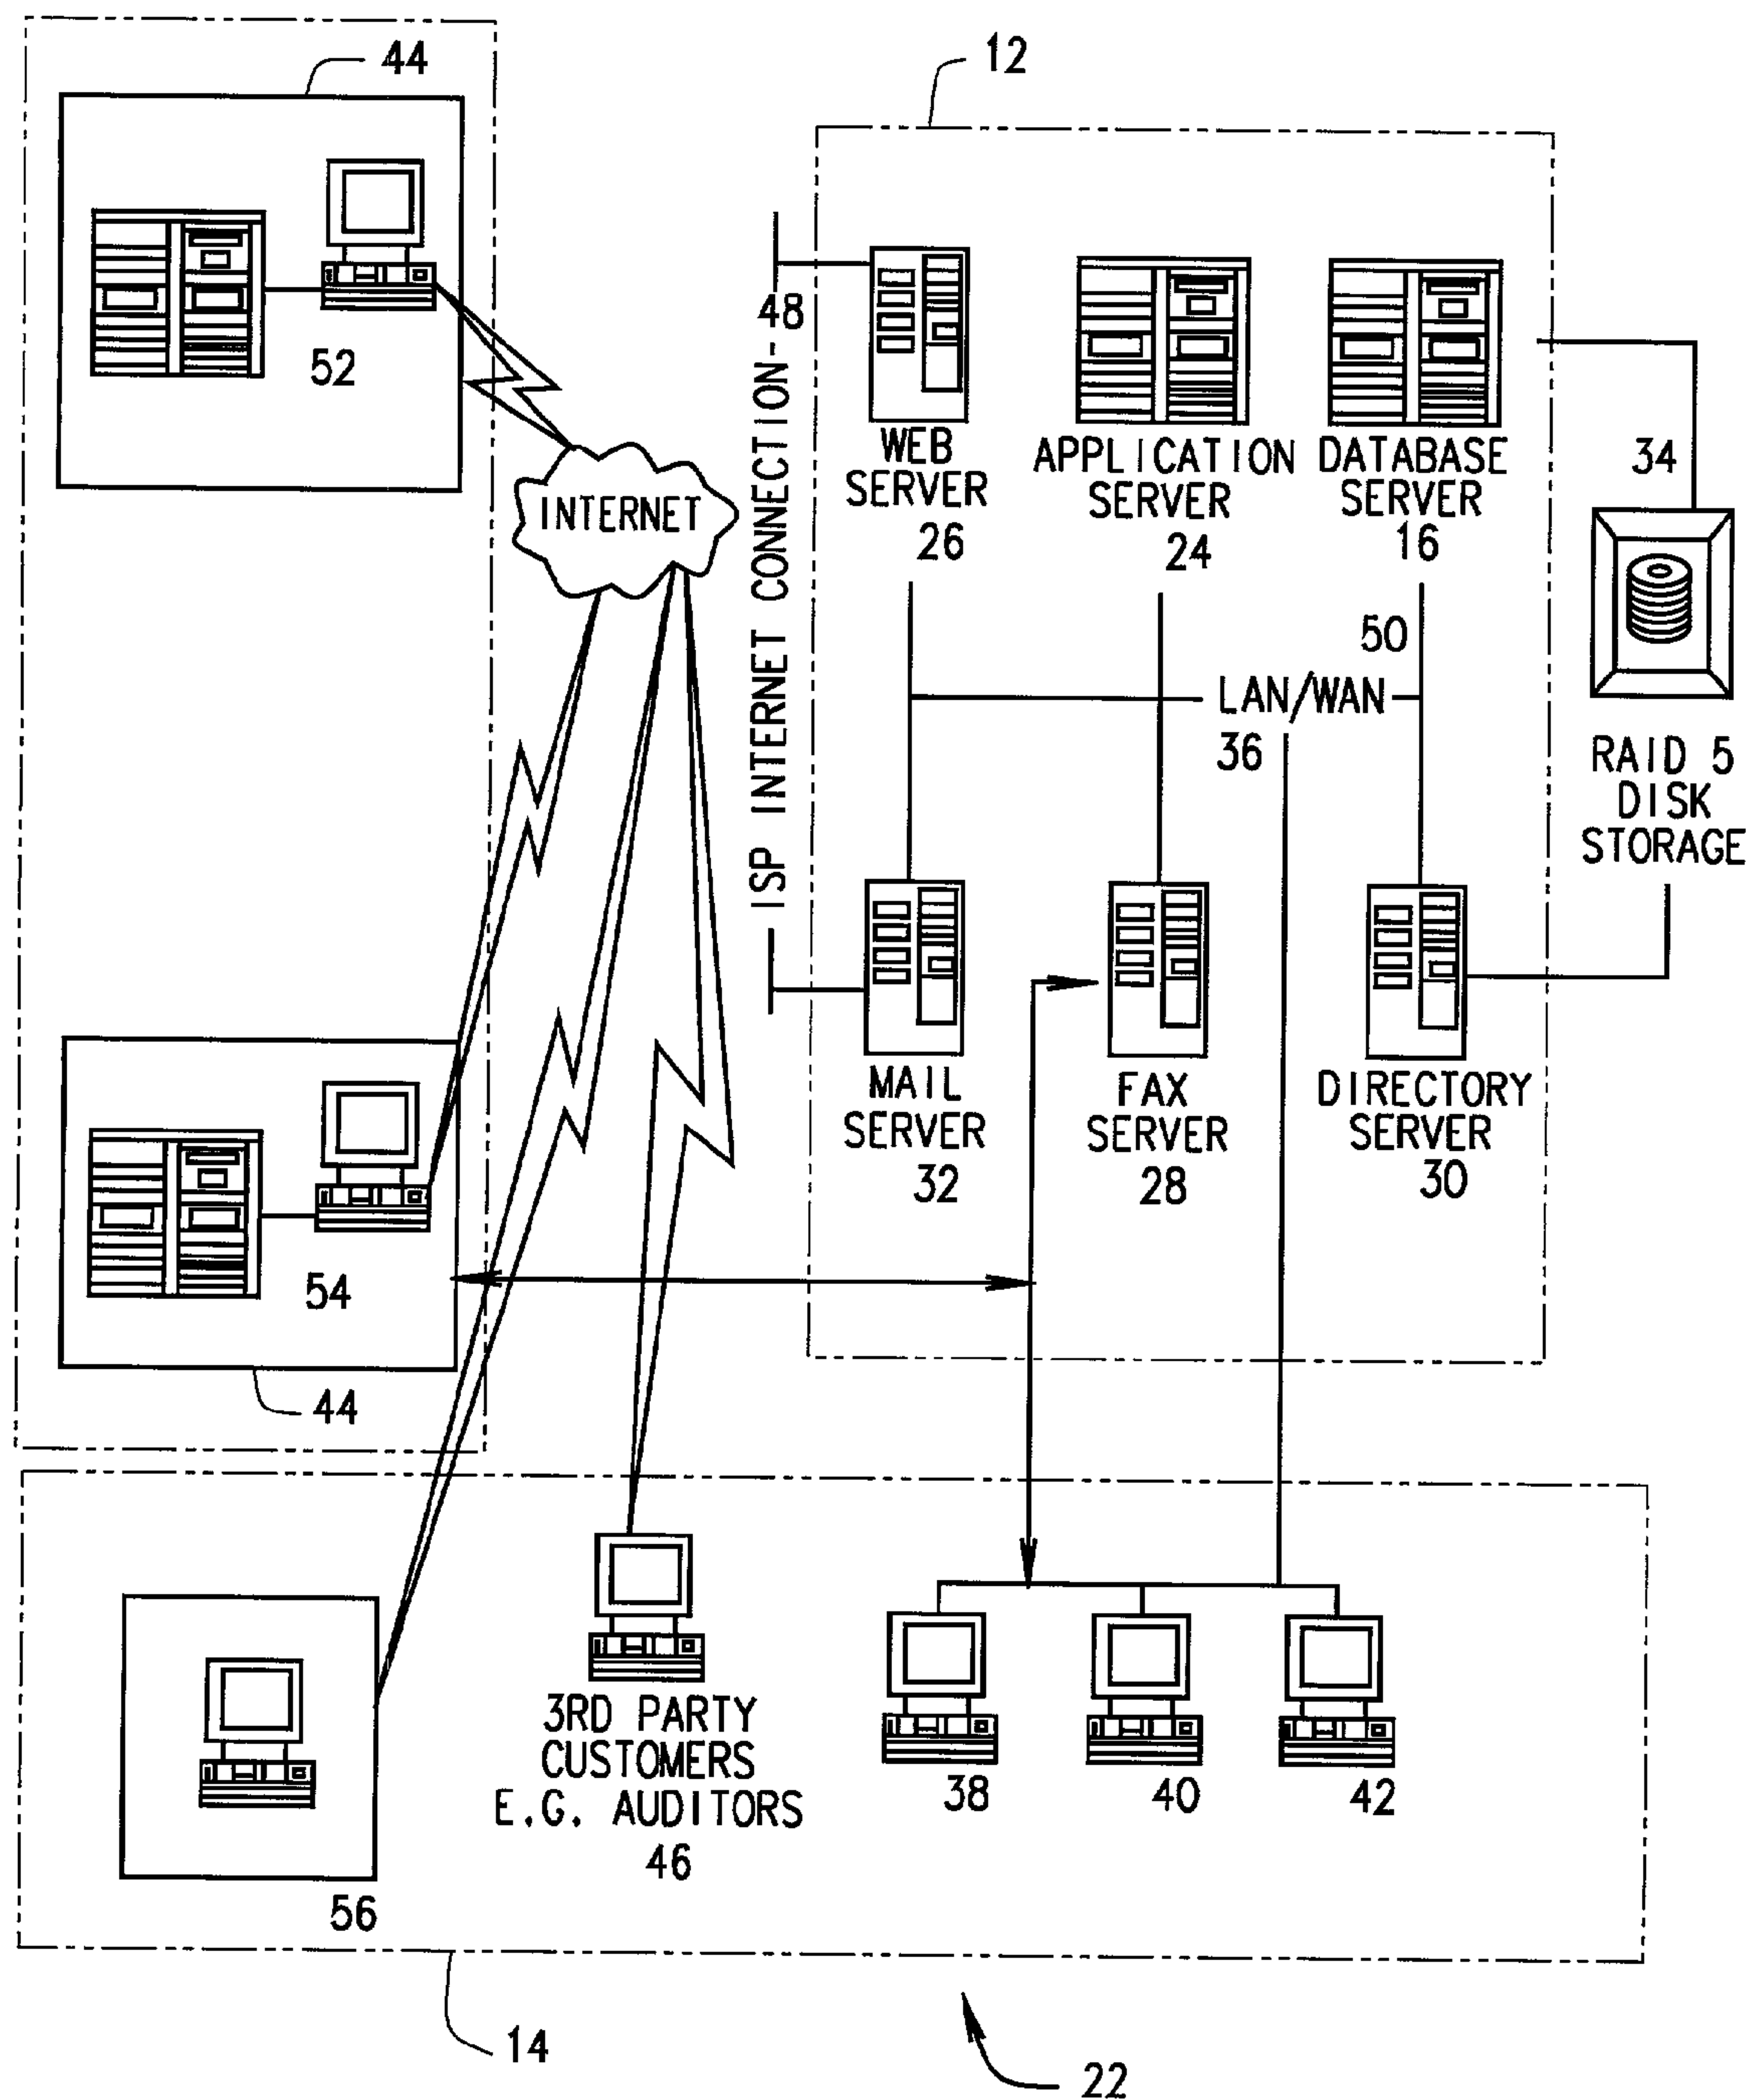 44
12
52
48
ISP INTERNET CONNECTION-
INTERNET
WEB
SERVER
26
APPLICATION
SERVER
24
DATABASE
SERVER
16
34
50
LAN/WAN
36
RAID 5
DISK
STORAGE
MAIL
SERVER
32
FAX
SERVER
28
DIRECTORY
SERVER
30
54
44
3RD PARTY
CUSTOMERS
E.G. AUDITORS
46
38
40
42
56
14
22